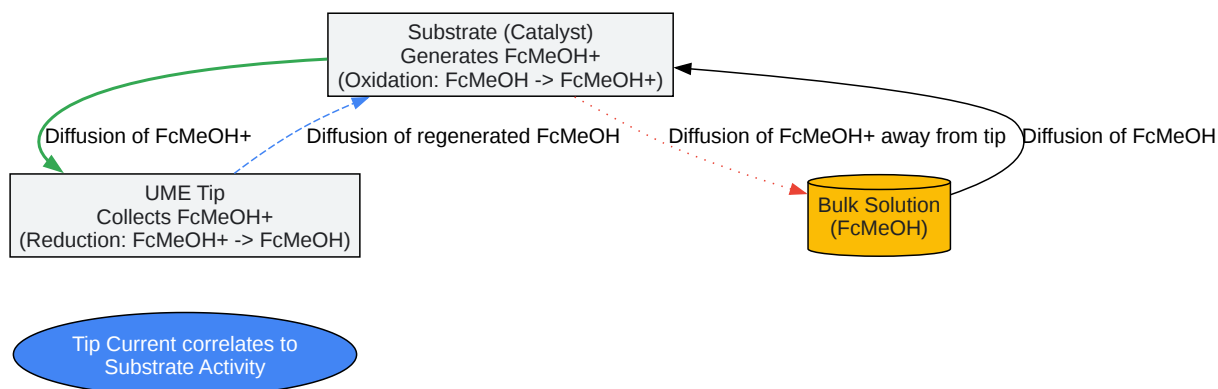 Substrate (Catalyst)
Generates FcMeOH+
(Oxidation: FcMeOH -> FcMeOH+)
Diffusion of FcMeOH+
Diffusion of regenerated FcMeOH
Diffusion of FcMeOH+ away from tip
Diffusion of FcMeOH
UME Tip
Collects FcMeOH+
(Reduction: FcMeOH+ -> FcMeOH)
Bulk Solution
(FcMeOH)
Tip Current correlates to
Substrate Activity